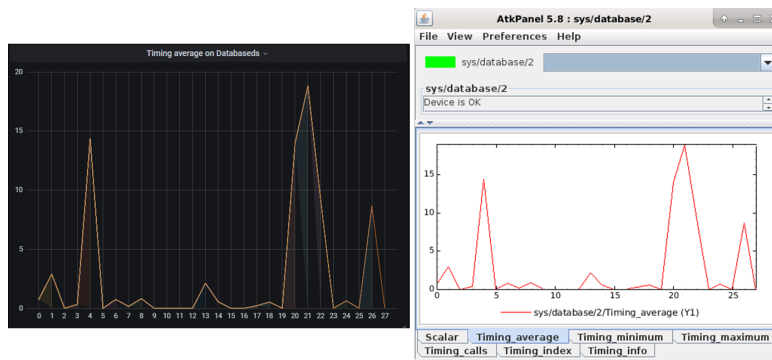 Timing average on Databaseds
20
15
10
5
0
0 1 2 3 4 5 6 7 8 9 10 11 12 13 14 15 16 17 18 19 20 21 22 23 24 25 26 27
AtkPanel 5.8 : sys/database/2
File View Preferences Help
sys/database/2
sys/database/2
Device is OK
15
10
5
0
0 5 10 15 20 25
sys/database/2/Timing_average (Y1)
Scalar Timing_average Timing_minimum Timing_maximum
Timing_calls Timing_index Timing_info